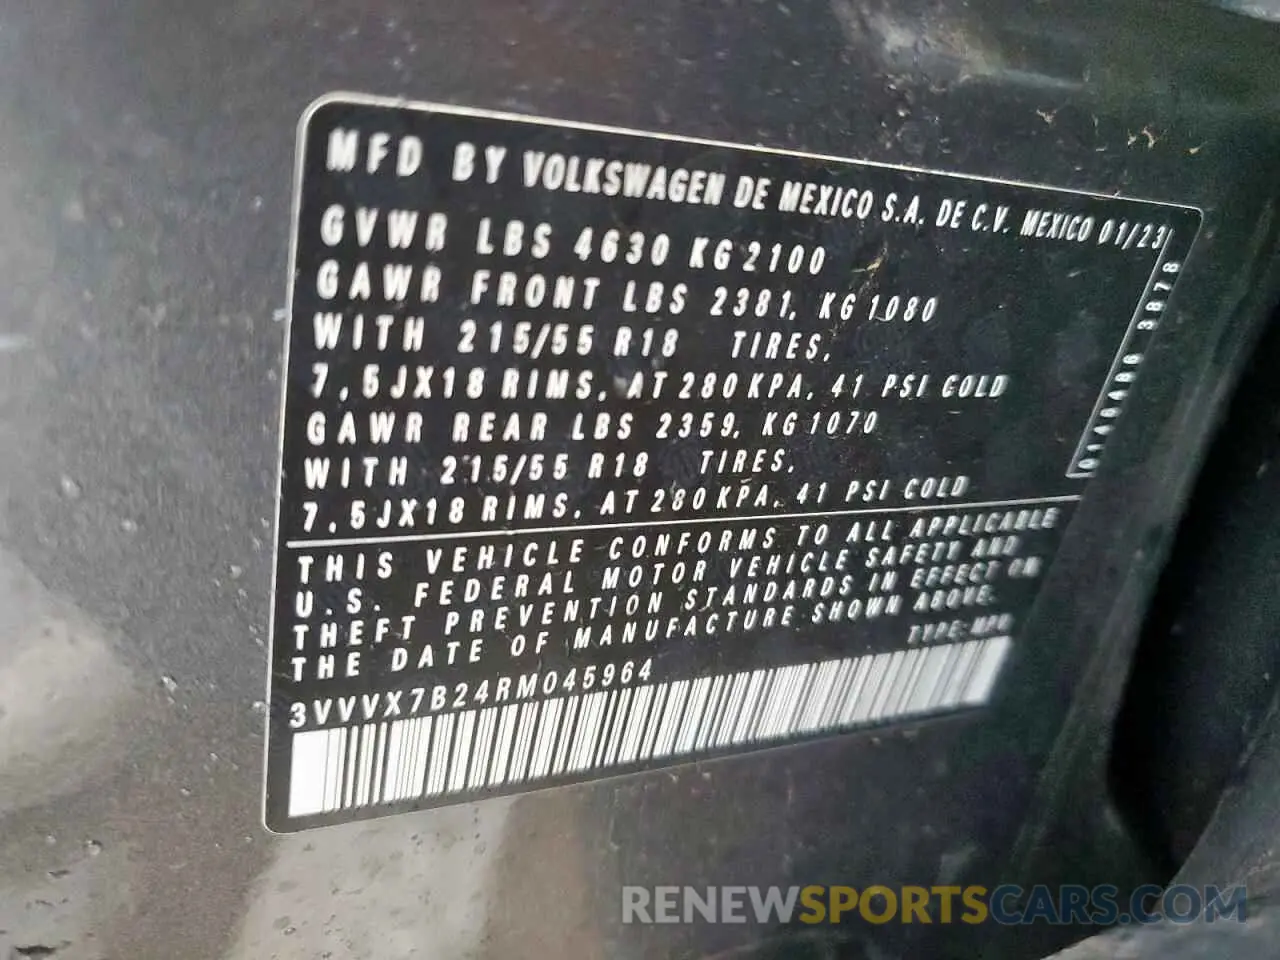 MFD BY VOLKSWAGEN DE MEXICO S.A. DE C.V. MEXICO 01/23
GVWR LBS 4630 KG 2100
GAWR FRONT LBS 2381, KG 1080
WITH 215/55 R18 TIRES,
7,5JX18 RIMS, AT 280 KPA, 41 PSI COLD
GAWR REAR LBS 2359, KG 1070
WITH 215/55 R18 TIRES,
7,5JX18 RIMS, AT 280 KPA, 41 PSI COLD
THIS VEHICLE CONFORMS TO ALL APPLICABLE
U.S. FEDERAL MOTOR VEHICLE SAFETY AND
THEFT PREVENTION STANDARDS IN EFFECT ON
THE DATE OF MANUFACTURE SHOWN ABOVE.
TYPE: MPV
3VVVX7B24RM045964
3878
RENEWSPORTSCARS.COM